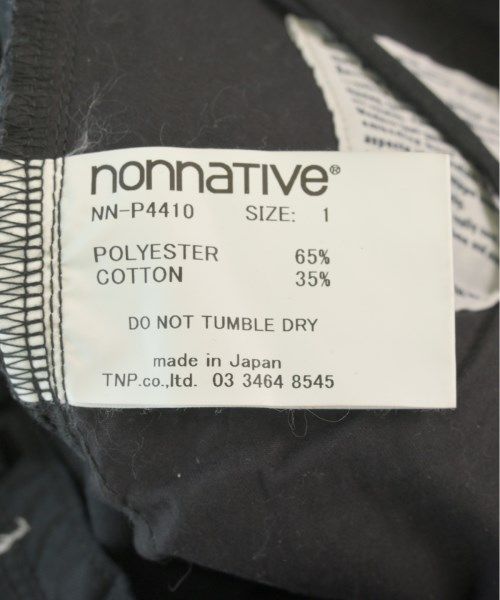 nonnative®
NN-P4410 SIZE: 1
POLYESTER 65%
COTTON 35%
DO NOT TUMBLE DRY
made in Japan
TNP.co.,ltd. 03 3464 8545